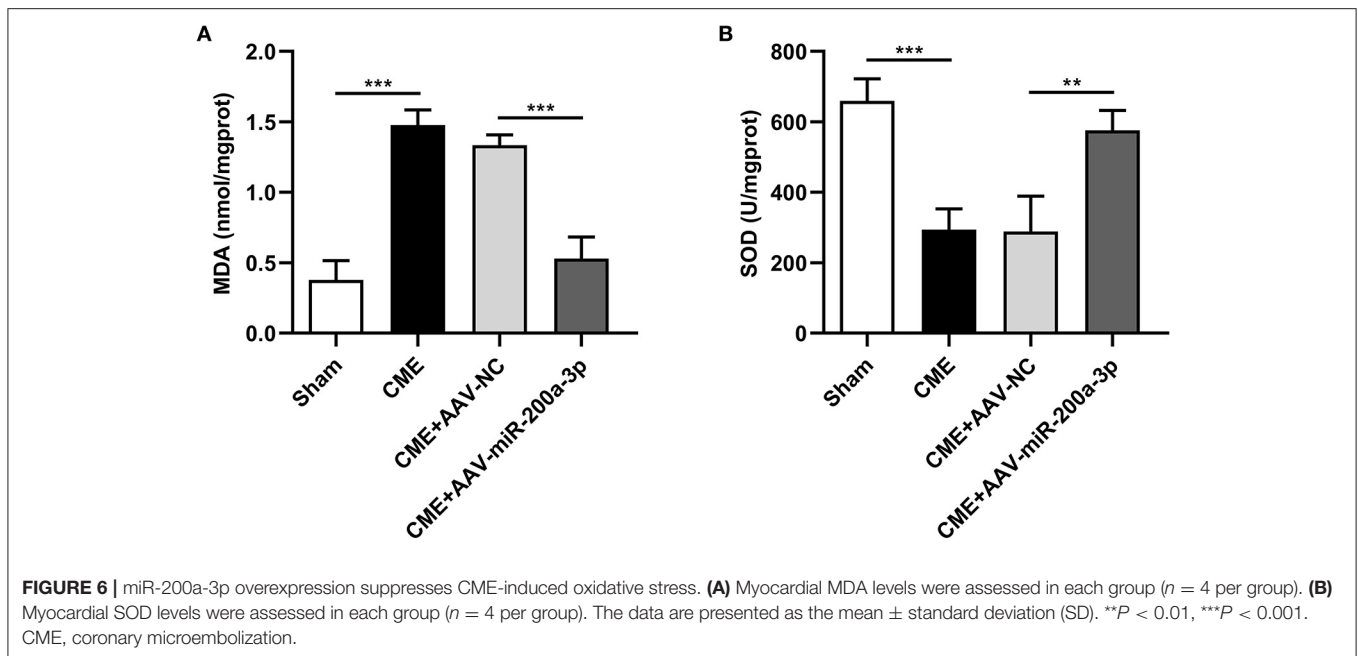 A
MDA (nmol/mgprot)
2.0
1.5
1.0
0.5
0.0
***
***
Sham
CME
CME+AAV-NC
CME+AAV-miR-200a-3p
B
SOD (U/mgprot)
800
600
400
200
0
***
**
Sham
CME
CME+AAV-NC
CME+AAV-miR-200a-3p
FIGURE 6 | miR-200a-3p overexpression suppresses CME-induced oxidative stress. (A) Myocardial MDA levels were assessed in each group (n = 4 per group). (B)
Myocardial SOD levels were assessed in each group (n = 4 per group). The data are presented as the mean ± standard deviation (SD). **P < 0.01, ***P < 0.001.
CME, coronary microembolization.